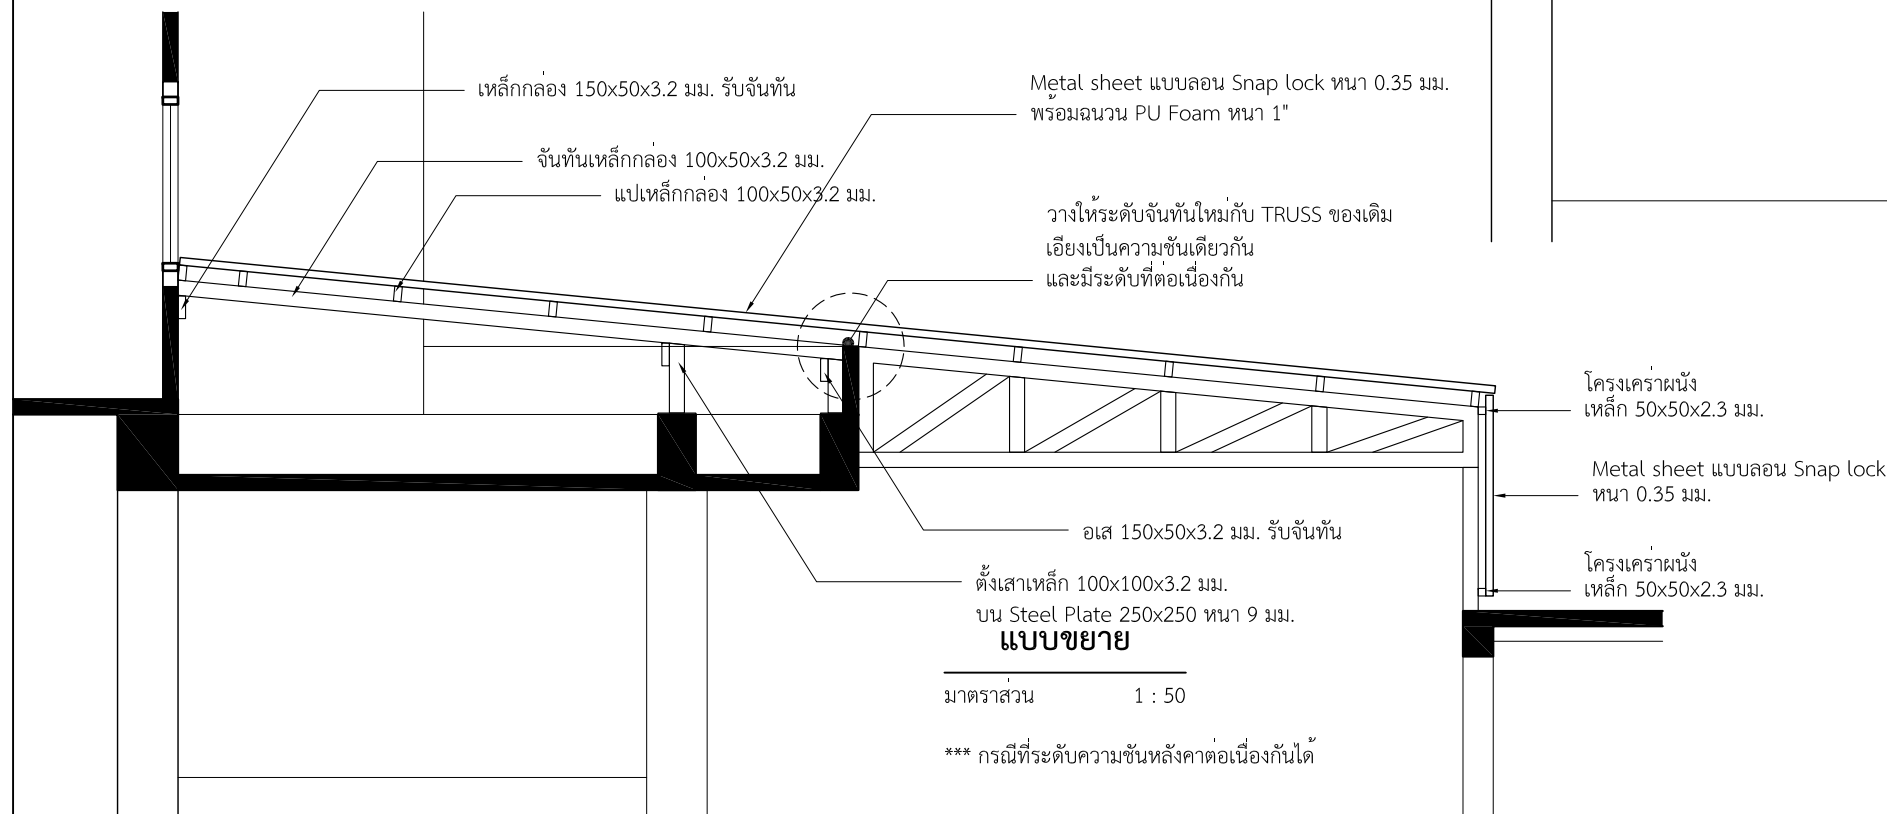 เหล็กกล่อง 150x50x3.2 มม. รับจันทัน
Metal sheet แบบลอน Snap lock หนา 0.35 มม.
พร้อมฉนวน PU Foam หนา 1"
จันทันเหล็กกล่อง 100x50x3.2 มม.
แปเหล็กกล่อง 100x50x3.2 มม.
วางให้ระดับจันทันใหม่กับ TRUSS ของเดิม
เอียงเป็นความชันเดียวกัน
และมีระดับที่ต่อเนื่องกัน
โครงเคร่าผนัง
เหล็ก 50x50x2.3 มม.
Metal sheet แบบลอน Snap lock
หนา 0.35 มม.
อเส 150x50x3.2 มม. รับจันทัน
โครงเคร่าผนัง
เหล็ก 50x50x2.3 มม.
ตั้งเสาเหล็ก 100x100x3.2 มม.
บน Steel Plate 250x250 หนา 9 มม.
แบบขยาย
มาตราส่วน 1 : 50
*** กรณีที่ระดับความชันหลังคาต่อเนื่องกันได้